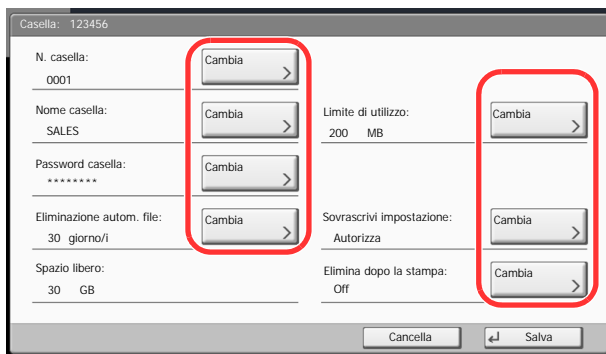 Casella: 123456
N. casella:
0001
Cambia
Nome casella:
SALES
Cambia
Limite di utilizzo:
200 MB
Cambia
Password casella:
********
Cambia
Eliminazione autom. file:
30 giorno/i
Cambia
Sovrascrivi impostazione:
Autorizza
Cambia
Spazio libero:
30 GB
Elimina dopo la stampa:
Off
Cambia
Cancella
Salva